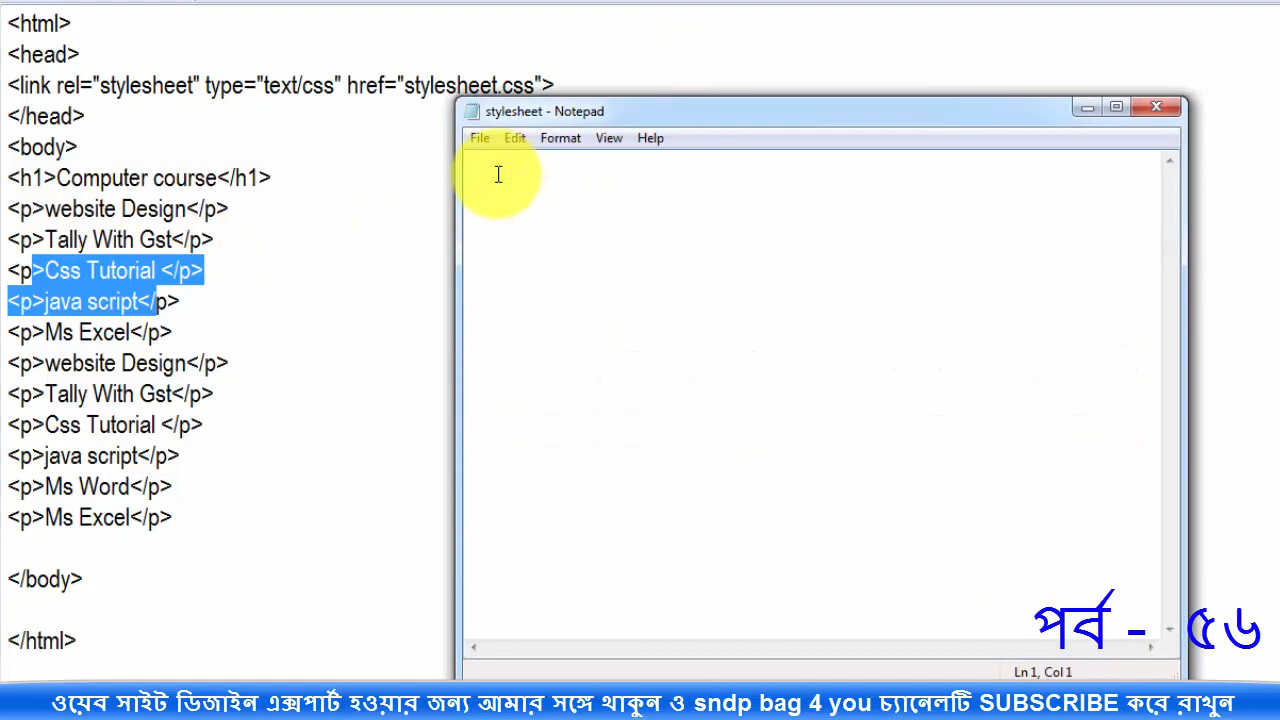 <html>
<head>
<link rel="stylesheet" type="text/css" href="stylesheet.css">
</head>
<body>
<h1>Computer course</h1>
<p>website Design</p>
<p>Tally With Gst</p>
<p>Css Tutorial </p>
<p>java script</p>
<p>Ms Excel</p>
<p>website Design</p>
<p>Tally With Gst</p>
<p>Css Tutorial </p>
<p>java script</p>
<p>Ms Word</p>
<p>Ms Excel</p>
</body>
</html>
stylesheet - Notepad
File Edit Format View Help
Ln 1, Col 1
পর্ব - ৫৬
ওয়েব সাইট ডিজাইন এক্সপার্ট হওয়ার জন্য আমার সঙ্গে থাকুন ও sndp bag 4 you চ্যানেলটি SUBSCRIBE করে রাখুন